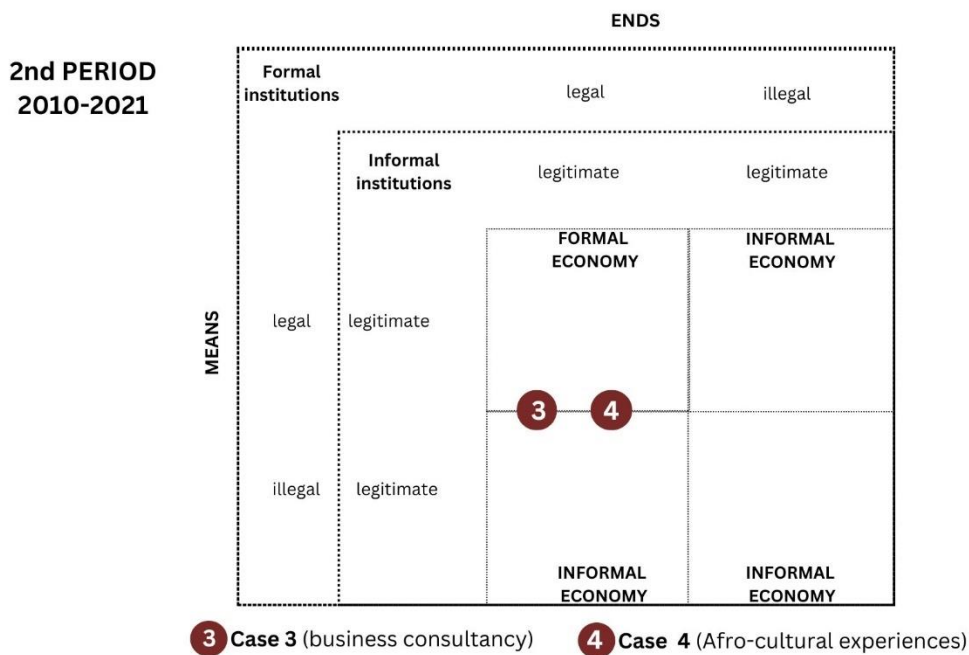 ENDS
2nd PERIOD
2010-2021
Formal
institutions
legal
illegal
Informal
institutions
legitimate
legitimate
FORMAL
ECONOMY
INFORMAL
ECONOMY
MEANS
legal
legitimate
3
4
illegal
legitimate
INFORMAL
ECONOMY
INFORMAL
ECONOMY
3 Case 3 (business consultancy)
4 Case 4 (Afro-cultural experiences)